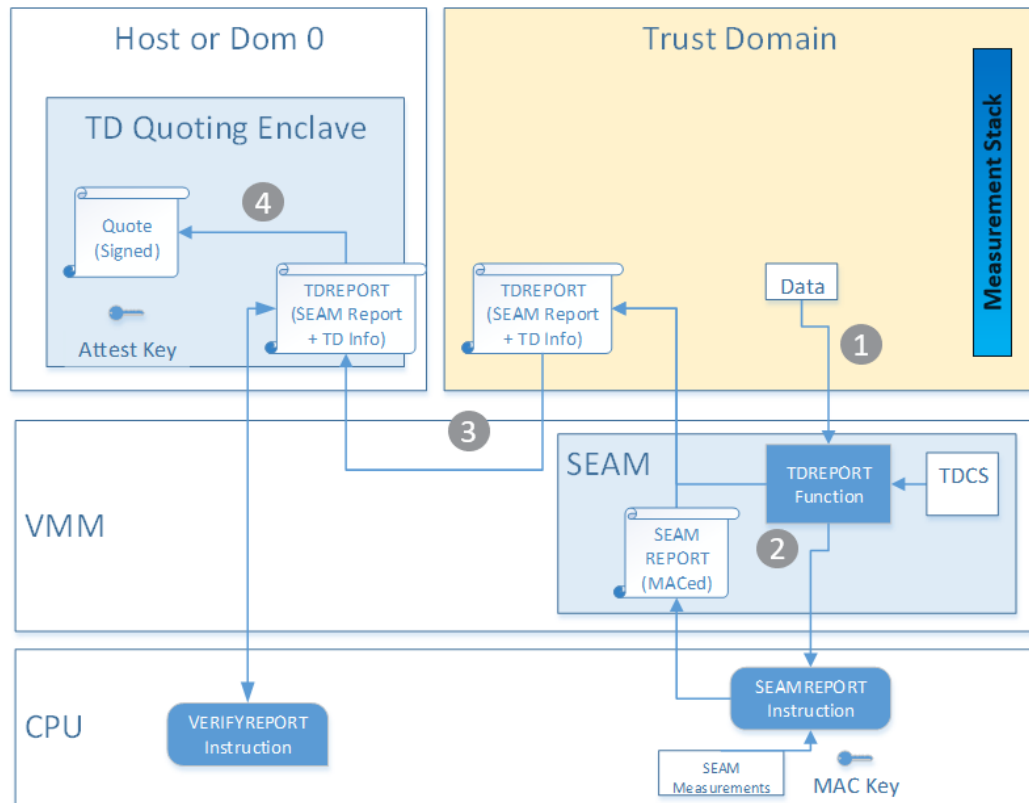 Host or Dom 0
Trust Domain
TD Quoting Enclave
Measurement Stack
4
Quote
(Signed)
TDREPORT
(SEAM Report
+ TD Info)
TDREPORT
(SEAM Report
+ TD Info)
Data
1
Attest Key
3
SEAM
TDREPORT
Function
TDCS
VMM
SEAM
REPORT
(MACed)
2
CPU
VERIFYREPORT
Instruction
SEAMREPORT
Instruction
SEAM
Measurements
MAC Key